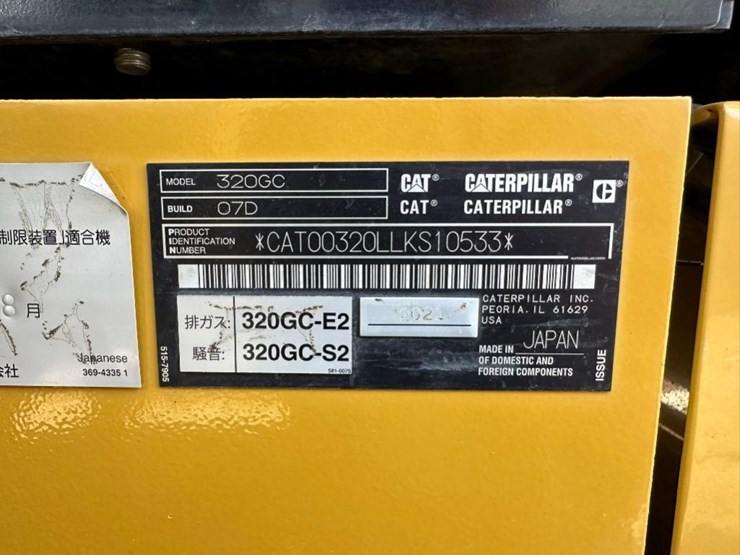 MODEL 320GC
BUILD 07D
CAT® CATERPILLAR®
CAT® CATERPILLAR®
PRODUCT IDENTIFICATION NUMBER *CAT00320LLKS10533*
排ガス: 320GC-E2
騒音: 320GC-S2
581-0075
515-7905
CATERPILLAR INC.
PEORIA, IL 61629
USA
MADE IN JAPAN
OF DOMESTIC AND
FOREIGN COMPONENTS
ISSUE
制限装置」適合機
8月
会社
Japanese
369-4335 1